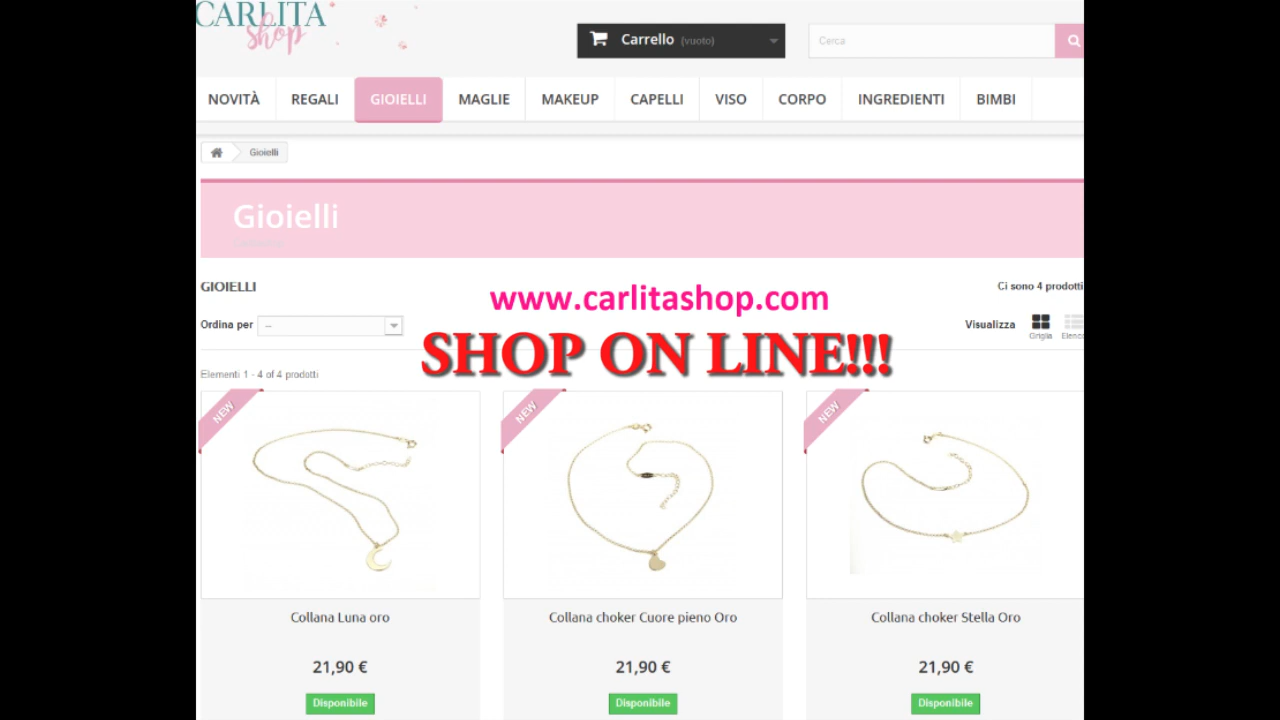 CARLITA
shop
Carrello (vuoto)
Cerca
NOVITÀ REGALI GIOIELLI MAGLIE MAKEUP CAPELLI VISO CORPO INGREDIENTI BIMBI
Gioielli
Gioielli
GIOIELLI
Ci sono 4 prodotti
www.carlitashop.com
Ordina per --
Visualizza
Griglia Elenco
SHOP ON LINE!!!
Elementi 1 - 4 of 4 prodotti
NEW NEW NEW
Collana Luna oro Collana choker Cuore pieno Oro Collana choker Stella Oro
21,90 € 21,90 € 21,90 €
Disponibile Disponibile Disponibile